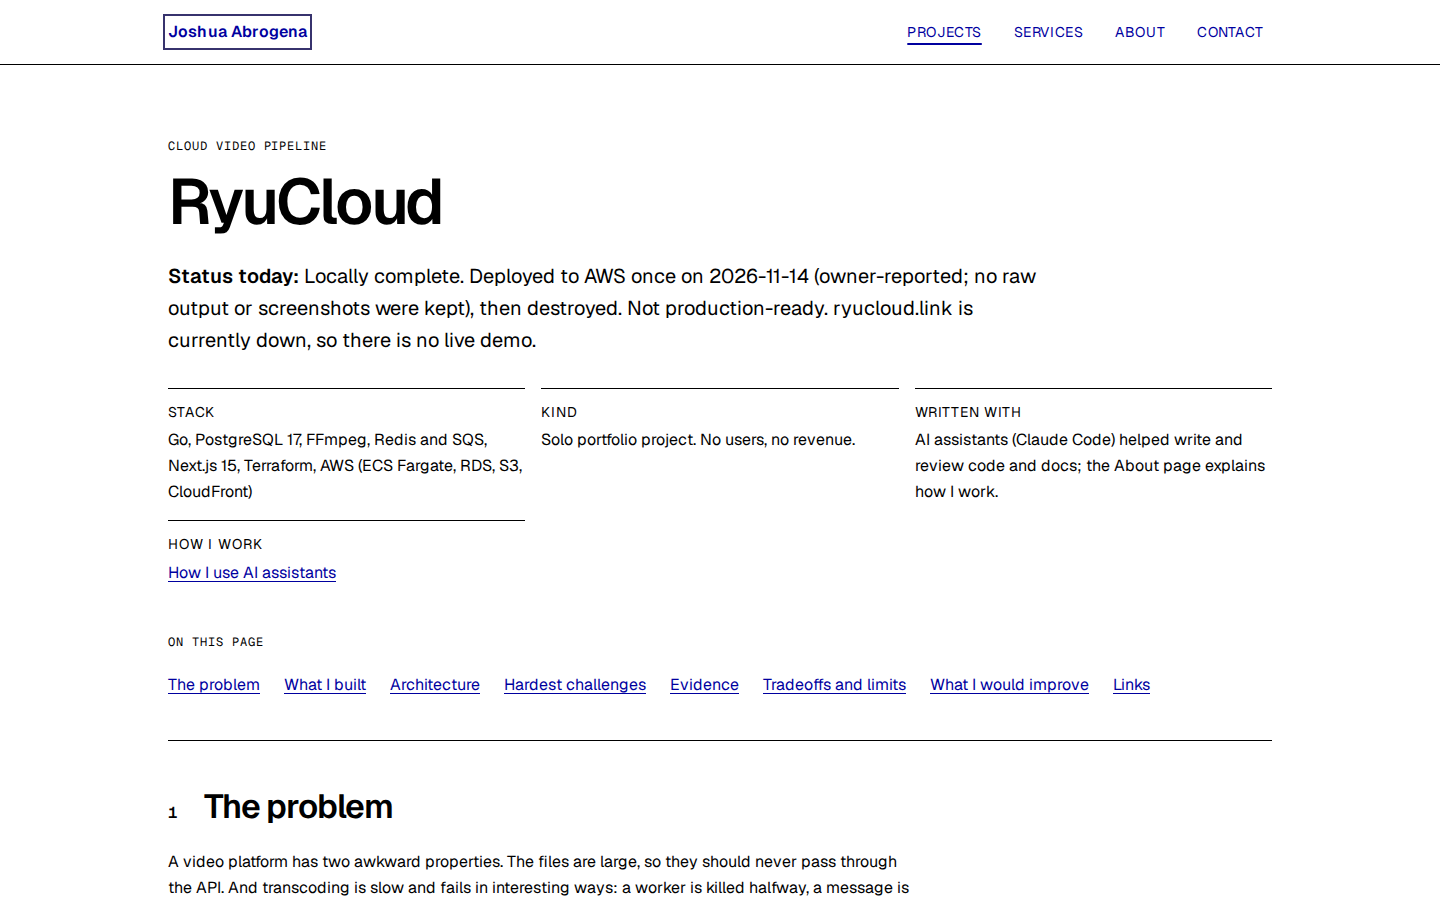 Joshua Abrogena
PROJECTS SERVICES ABOUT CONTACT
CLOUD VIDEO PIPELINE
RyuCloud
Status today: Locally complete. Deployed to AWS once on 2026-11-14 (owner-reported; no raw
output or screenshots were kept), then destroyed. Not production-ready. ryucloud.link is
currently down, so there is no live demo.
STACK
Go, PostgreSQL 17, FFmpeg, Redis and SQS,
Next.js 15, Terraform, AWS (ECS Fargate, RDS, S3,
CloudFront)
KIND
Solo portfolio project. No users, no revenue.
WRITTEN WITH
AI assistants (Claude Code) helped write and
review code and docs; the About page explains
how I work.
HOW I WORK
How I use AI assistants
ON THIS PAGE
The problem What I built Architecture Hardest challenges Evidence Tradeoffs and limits What I would improve Links
1 The problem
A video platform has two awkward properties. The files are large, so they should never pass through
the API. And transcoding is slow and fails in interesting ways: a worker is killed halfway, a message is